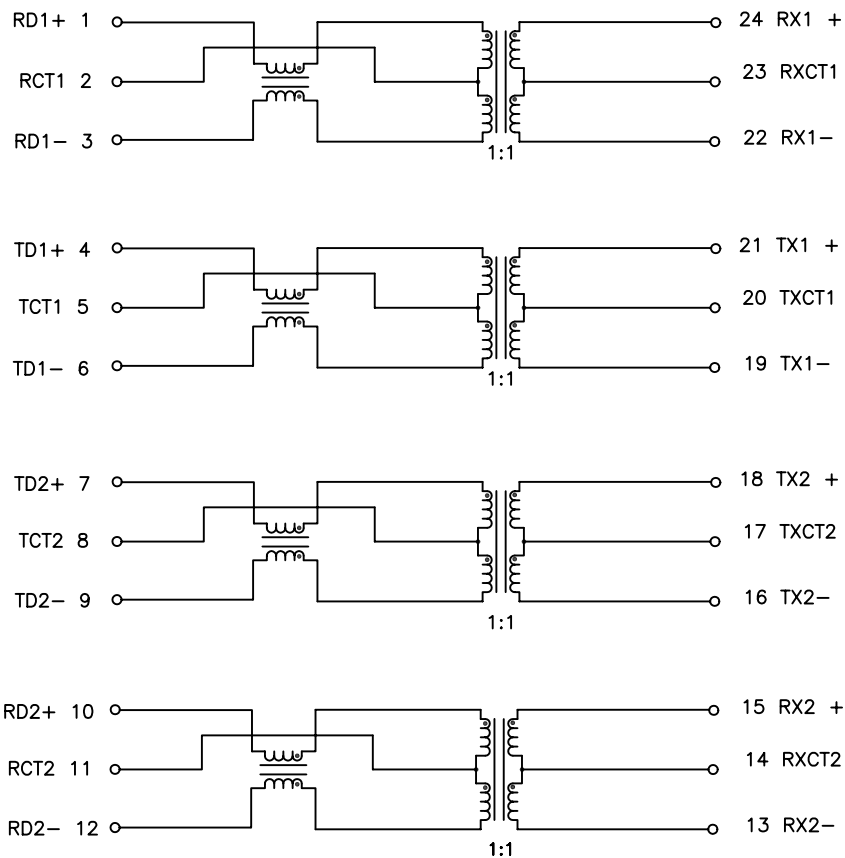 RD1+ 1
24 RX1 +
RCT1 2
23 RXCT1
RD1− 3
22 RX1−
1:1
TD1+ 4
21 TX1 +
TCT1 5
20 TXCT1
TD1− 6
19 TX1−
1:1
TD2+ 7
18 TX2 +
TCT2 8
17 TXCT2
TD2− 9
16 TX2−
1:1
RD2+ 10
15 RX2 +
RCT2 11
14 RXCT2
RD2− 12
13 RX2−
1:1